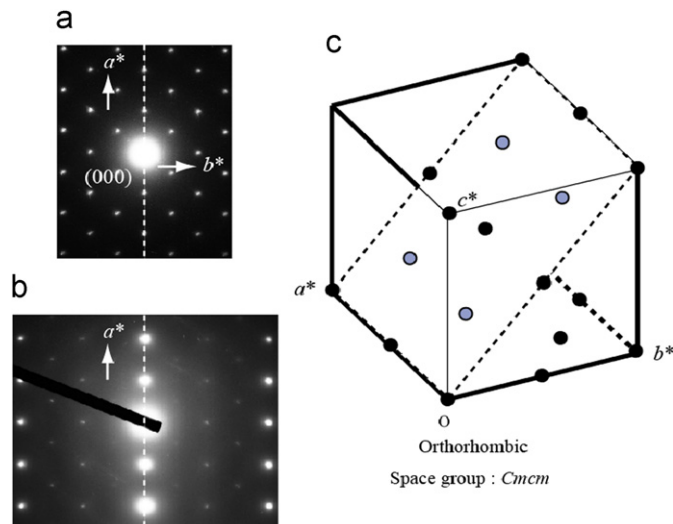 a
a*
(000)
b*
b
a*
c
c*
a*
b*
O
Orthorhombic
Space group : Cmcm